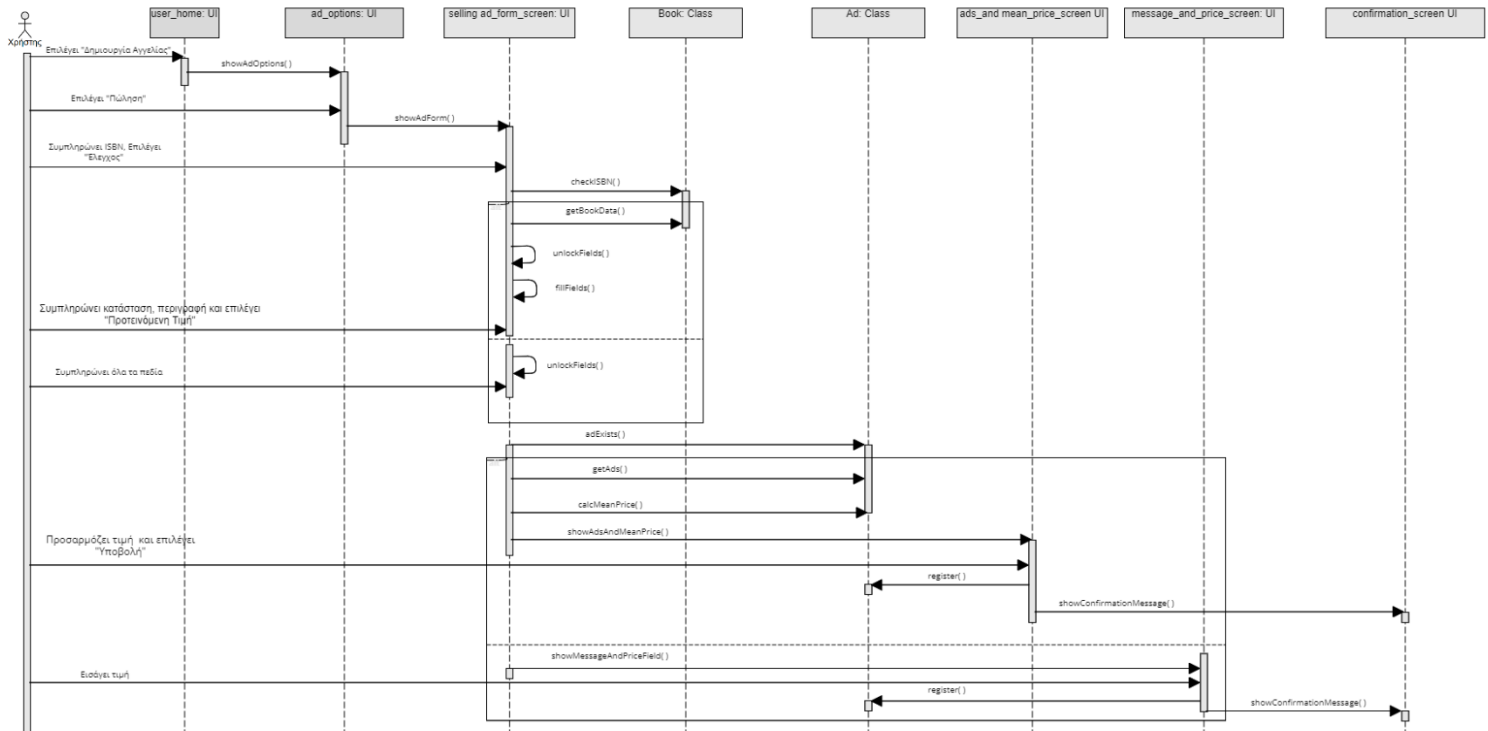 user_home: UI
ad_options: UI
selling ad_form_screen: UI
Book: Class
Ad: Class
ads_and mean_price_screen UI
message_and_price_screen: UI
confirmation_screen UI
Χρήστης
Επιλέγει "Δημιουργία Αγγελίας"
showAdOptions( )
Επιλέγει "Πώληση"
showAdForm( )
Συμπληρώνει ISBN, Επιλέγει
"Έλεγχος"
checkISBN( )
getBookData( )
unlockFields( )
fillFields( )
Συμπληρώνει κατάσταση, περιγραφή και επιλέγει
"Προτεινόμενη Τιμή"
unlockFields( )
Συμπληρώνει όλα τα πεδία
adExists( )
getAds( )
calcMeanPrice( )
showAdsAndMeanPrice( )
Προσαρμόζει τιμή και επιλέγει
"Υποβολή"
register( )
showConfirmationMessage( )
showMessageAndPriceField( )
Εισάγει τιμή
register( )
showConfirmationMessage( )